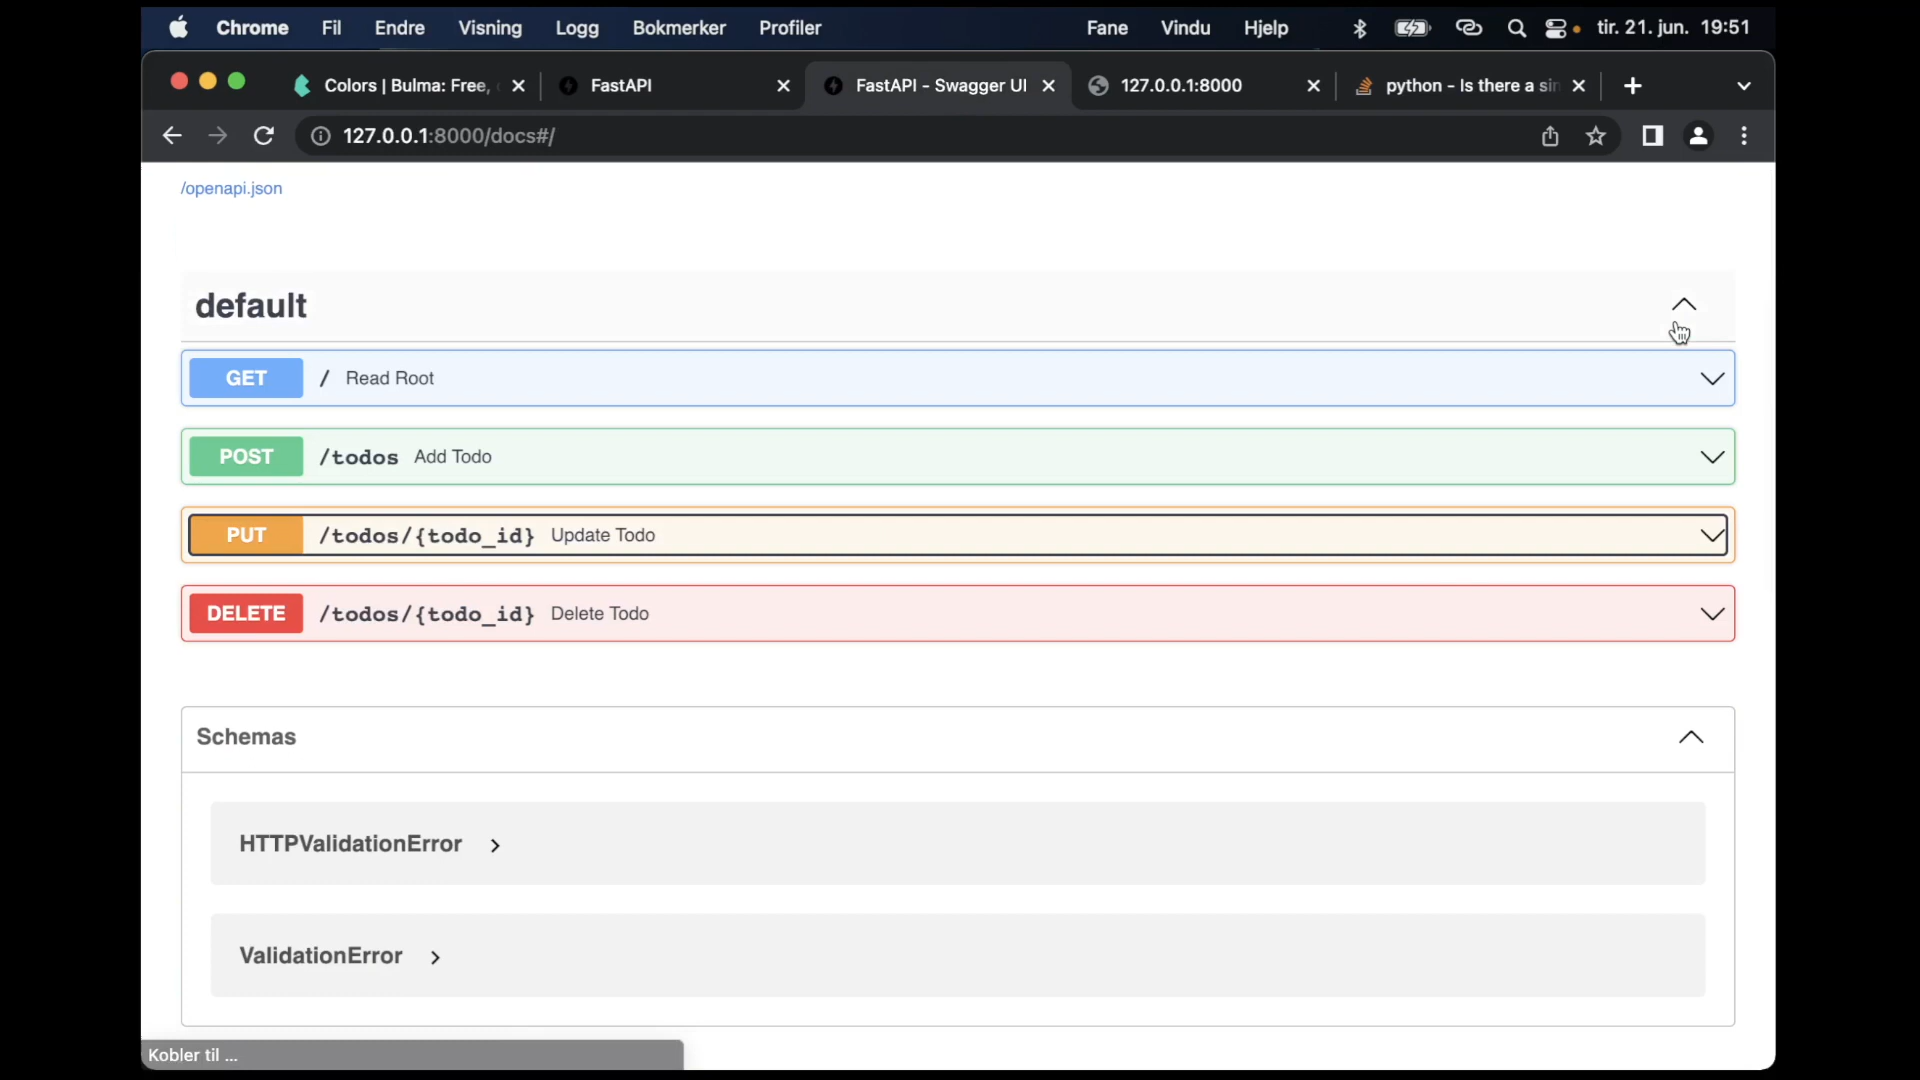 Chrome Fil Endre Visning Logg Bokmerker Profiler Fane Vindu Hjelp tir. 21. jun. 19:51
Colors | Bulma: Free, FastAPI FastAPI - Swagger UI 127.0.0.1:8000 python - Is there a sin
127.0.0.1:8000/docs#/
/openapi.json
default
GET / Read Root
POST /todos Add Todo
PUT /todos/{todo_id} Update Todo
DELETE /todos/{todo_id} Delete Todo
Schemas
HTTPValidationError
ValidationError
Kobler til ...